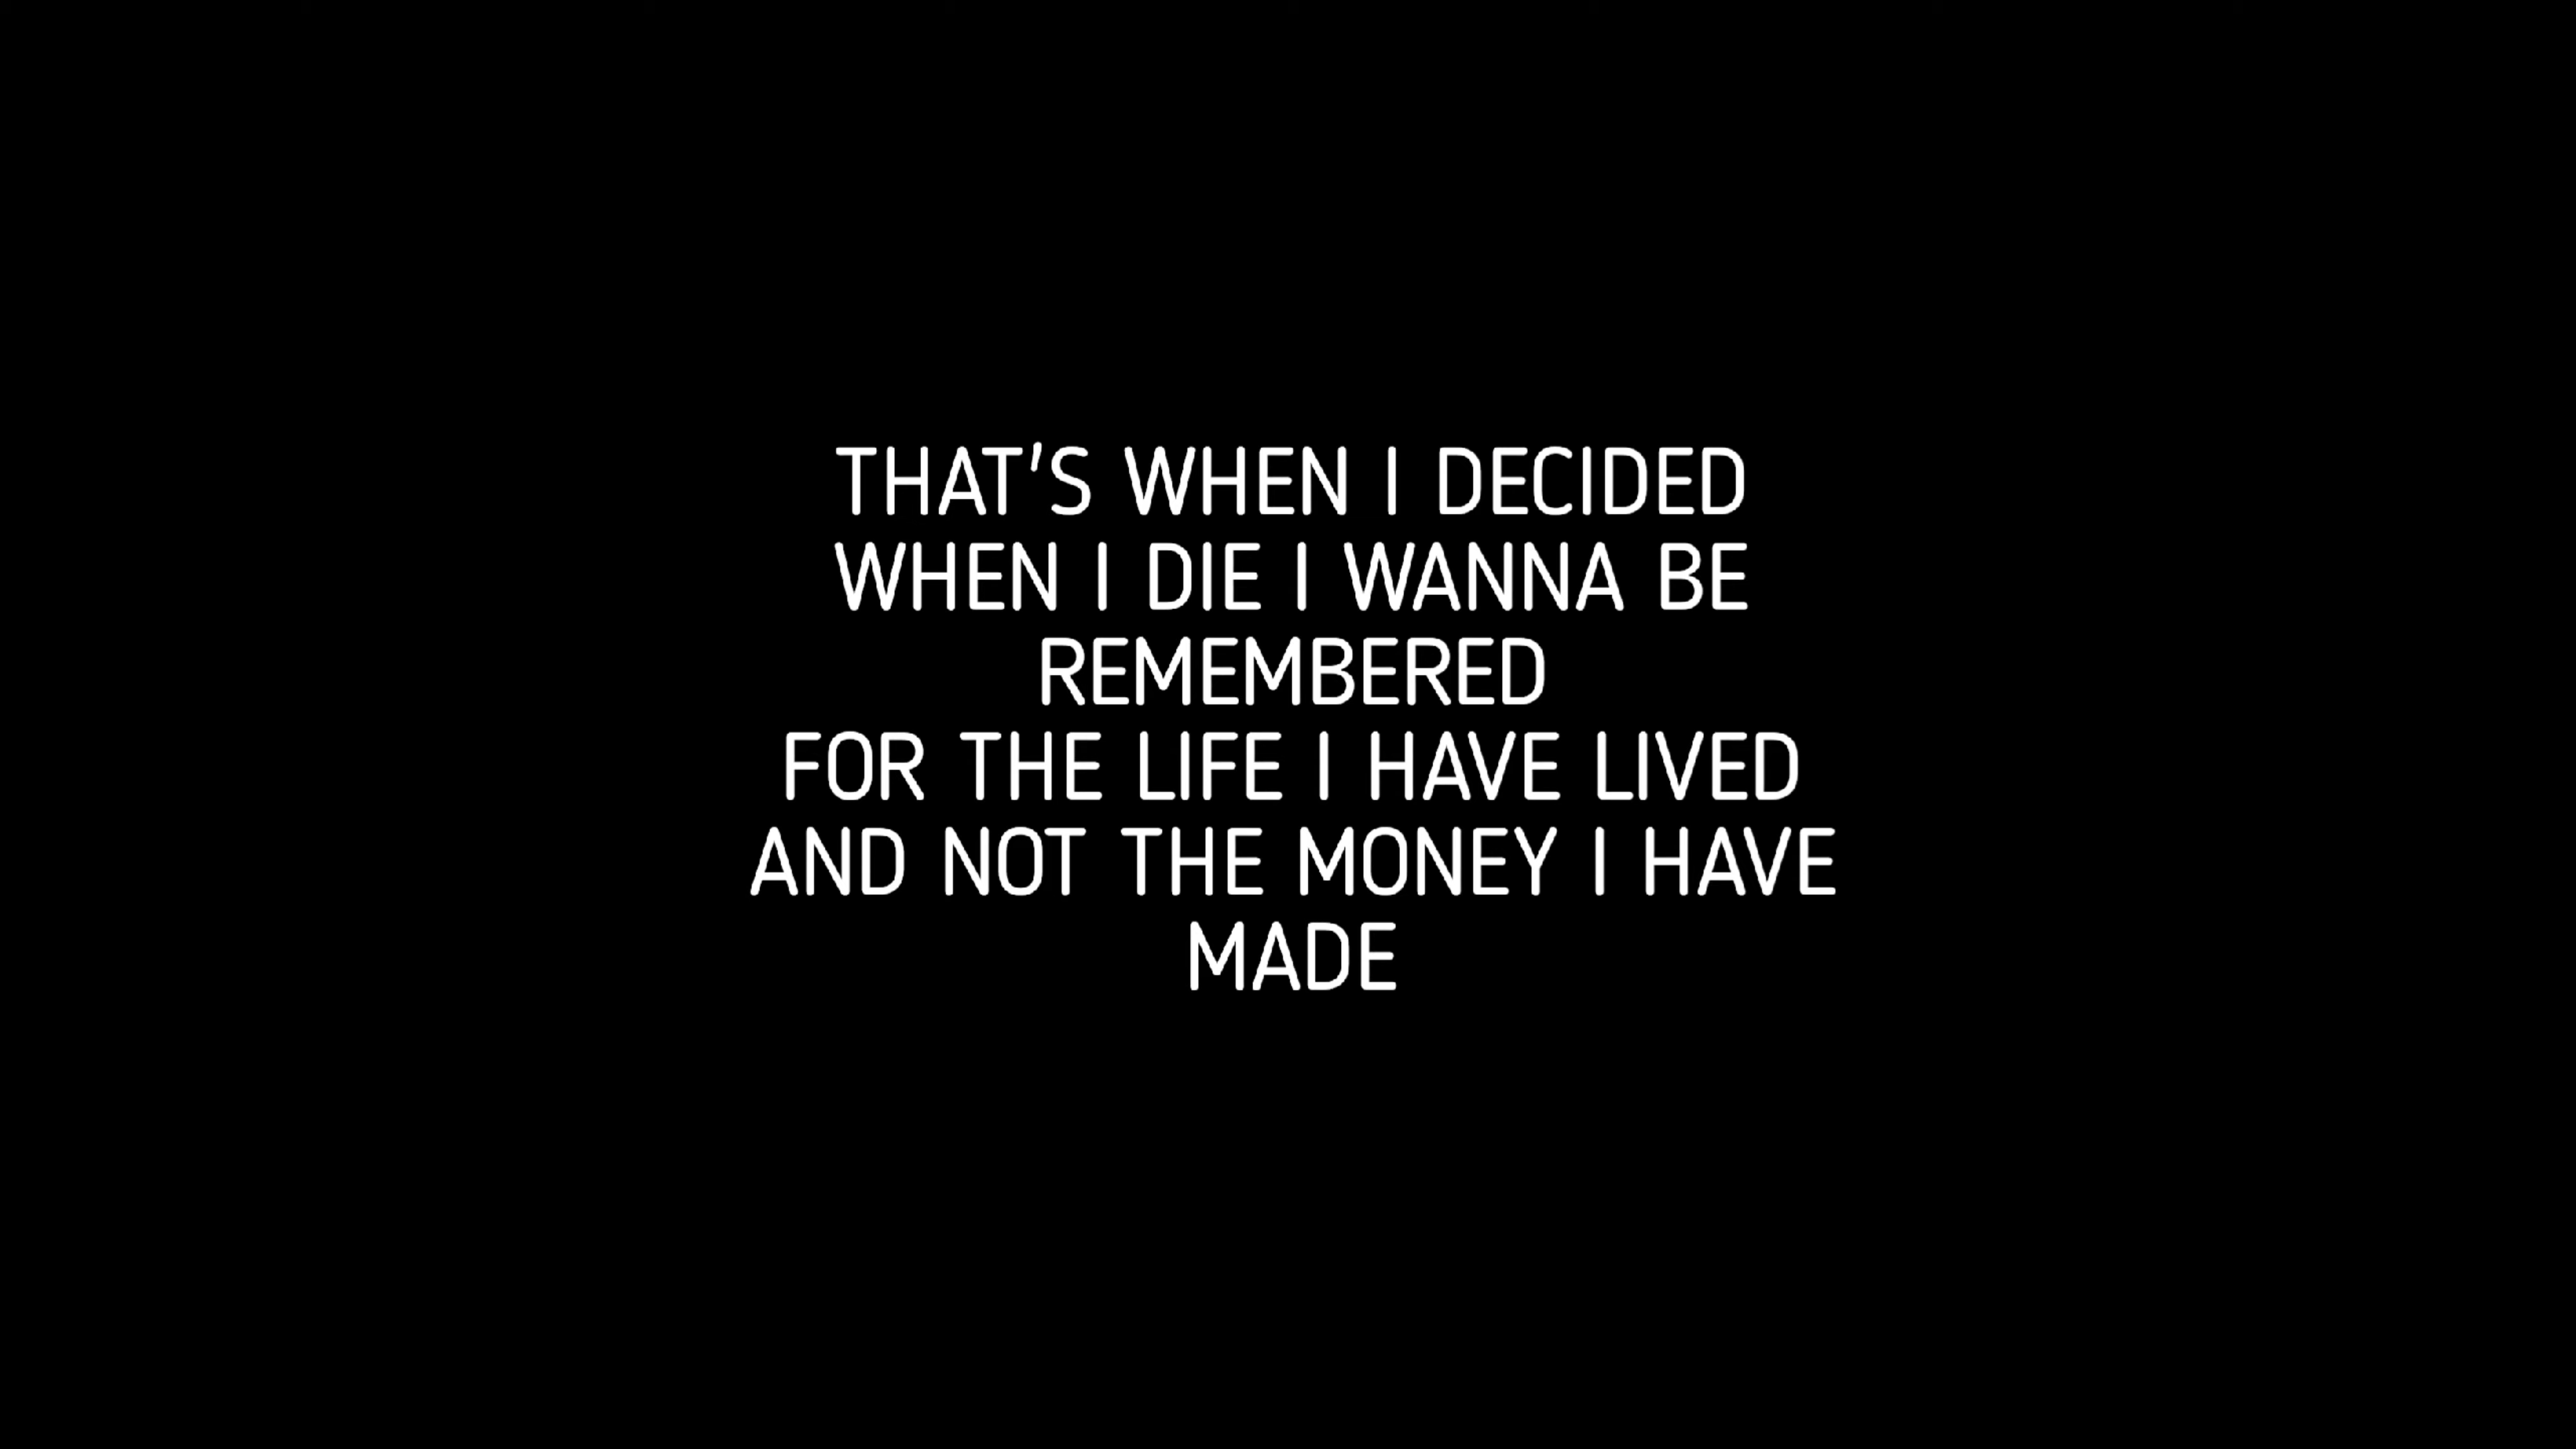 THAT'S WHEN I DECIDED
WHEN I DIE I WANNA BE
REMEMBERED
FOR THE LIFE I HAVE LIVED
AND NOT THE MONEY I HAVE
MADE